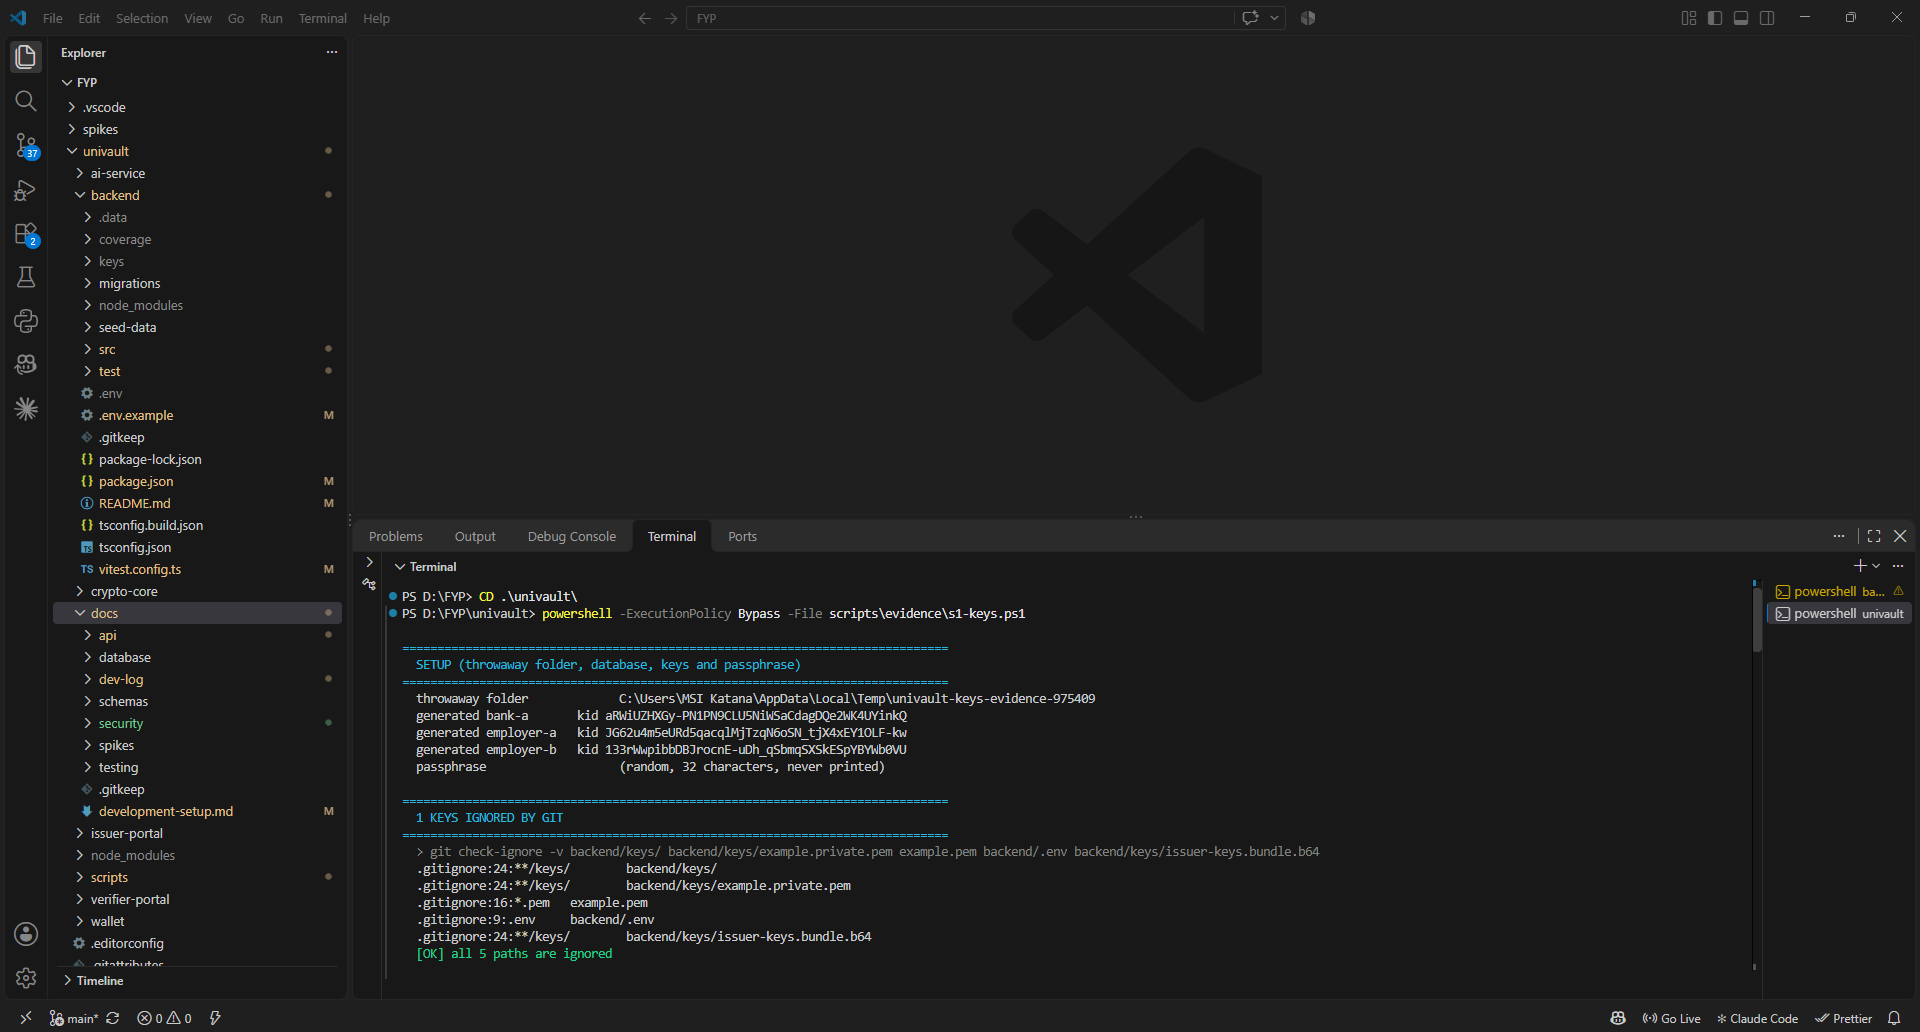 File Edit Selection View Go Run Terminal Help
FYP
Explorer
FYP
.vscode
spikes
37
univault
ai-service
backend
.data
2
coverage
keys
migrations
node_modules
seed-data
src
test
.env
.env.example M
.gitkeep
package-lock.json
package.json M
README.md M
tsconfig.build.json
TS tsconfig.json
TS vitest.config.ts M
crypto-core
docs
api
database
dev-log
schemas
security
spikes
testing
.gitkeep
development-setup.md M
issuer-portal
node_modules
scripts
verifier-portal
wallet
.editorconfig
.gitattributes
Timeline
Problems Output Debug Console Terminal Ports
Terminal
PS D:\FYP> CD .\univault\
PS D:\FYP\univault> powershell -ExecutionPolicy Bypass -File scripts\evidence\s1-keys.ps1
==============================================================================
SETUP (throwaway folder, database, keys and passphrase)
==============================================================================
throwaway folder C:\Users\MSI Katana\AppData\Local\Temp\univault-keys-evidence-975409
generated bank-a kid aRWiUZHXGy-PN1PN9CLU5NiWSaCdagDQe2WK4UYinkQ
generated employer-a kid JG62u4m5eURd5qacqlMjTzqN6oSN_tjX4xEY1OLF-kw
generated employer-b kid 133rWwpibbDBJrocnE-uDh_qSbmqSXSkESpYBYWb0VU
passphrase (random, 32 characters, never printed)
==============================================================================
1 KEYS IGNORED BY GIT
==============================================================================
> git check-ignore -v backend/keys/ backend/keys/example.private.pem example.pem backend/.env backend/keys/issuer-keys.bundle.b64
.gitignore:24:**/keys/ backend/keys/
.gitignore:24:**/keys/ backend/keys/example.private.pem
.gitignore:16:*.pem example.pem
.gitignore:9:.env backend/.env
.gitignore:24:**/keys/ backend/keys/issuer-keys.bundle.b64
[OK] all 5 paths are ignored
powershell ba...
powershell univault
main* 0 0
Go Live Claude Code Prettier